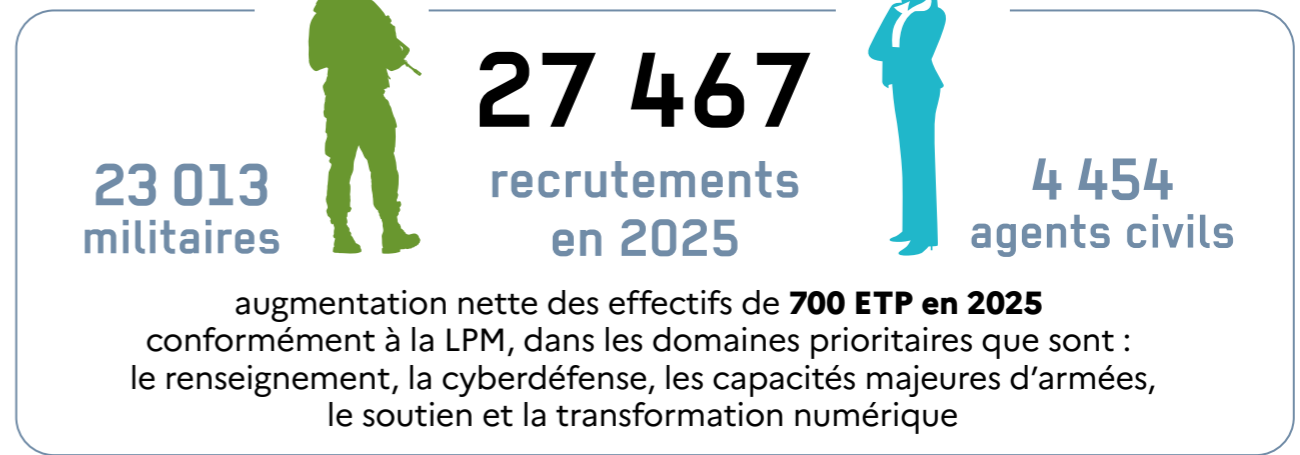 27 467
recrutements
en 2025
23 013
militaires
4 454
agents civils
augmentation nette des effectifs de 700 ETP en 2025
conformément à la LPM, dans les domaines prioritaires que sont :
le renseignement, la cyberdéfense, les capacités majeures d’armées,
le soutien et la transformation numérique